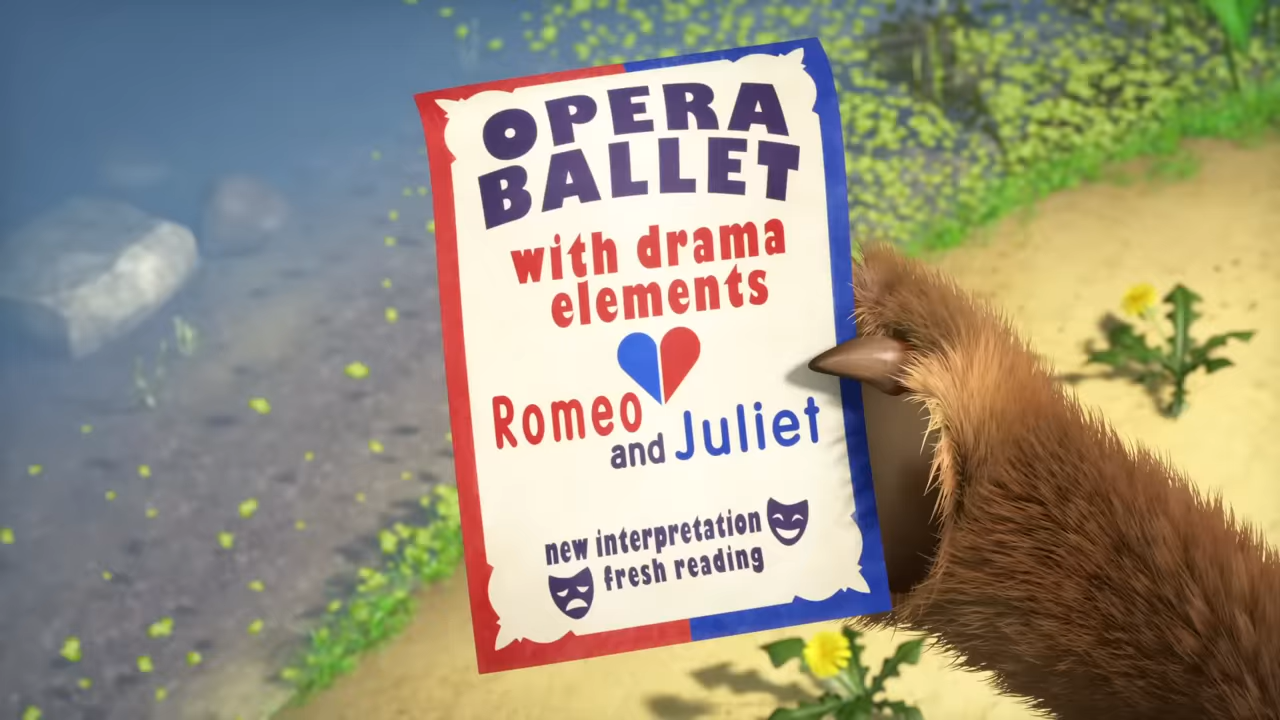 OPERA
BALLET
with drama
elements
Romeo
and Juliet
new interpretation
fresh reading